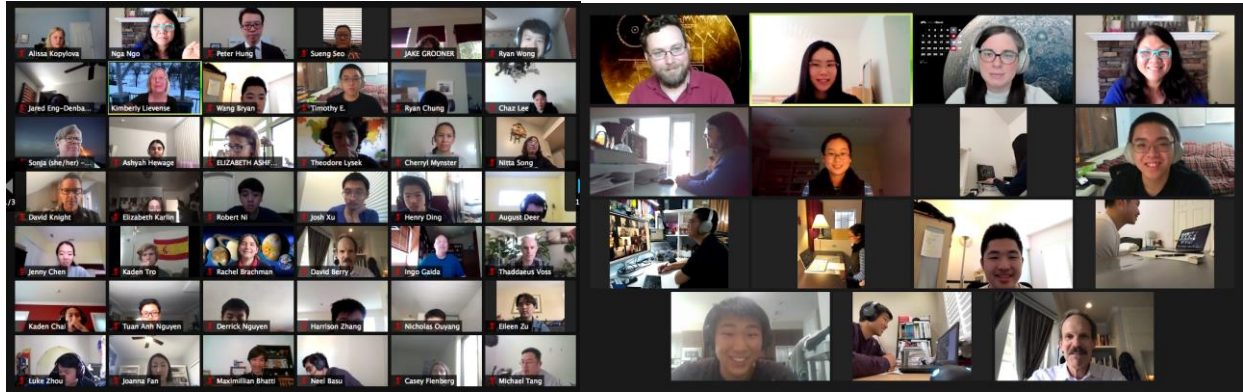 Alissa Kopylova
Nga Ngo
Peter Hung
Sueng Seo
JAKE GRODNER
Ryan Wong
Jared Eng-Denba...
Kimberly Lievense
Wang Bryan
Timothy E.
Ryan Chung
Chaz Lee
Sonja (she/her) -...
Ashyah Hewage
ELIZABETH ASHF...
Theodore Lysek
Cherryl Mynster
Nitta Song
/3
David Knight
Elizabeth Karlin
Robert Ni
Josh Xu
Henry Ding
August Deer
Jenny Chen
Kaden Tro
Rachel Brachman
David Berry
Ingo Gaida
Thaddaeus Voss
Kaden Chai
Tuan Anh Nguyen
Derrick Nguyen
Harrison Zhang
Nicholas Ouyang
Eileen Zu
Luke Zhou
Joanna Fan
Maximillian Bhatti
Neel Basu
Casey Fienberg
Michael Tang